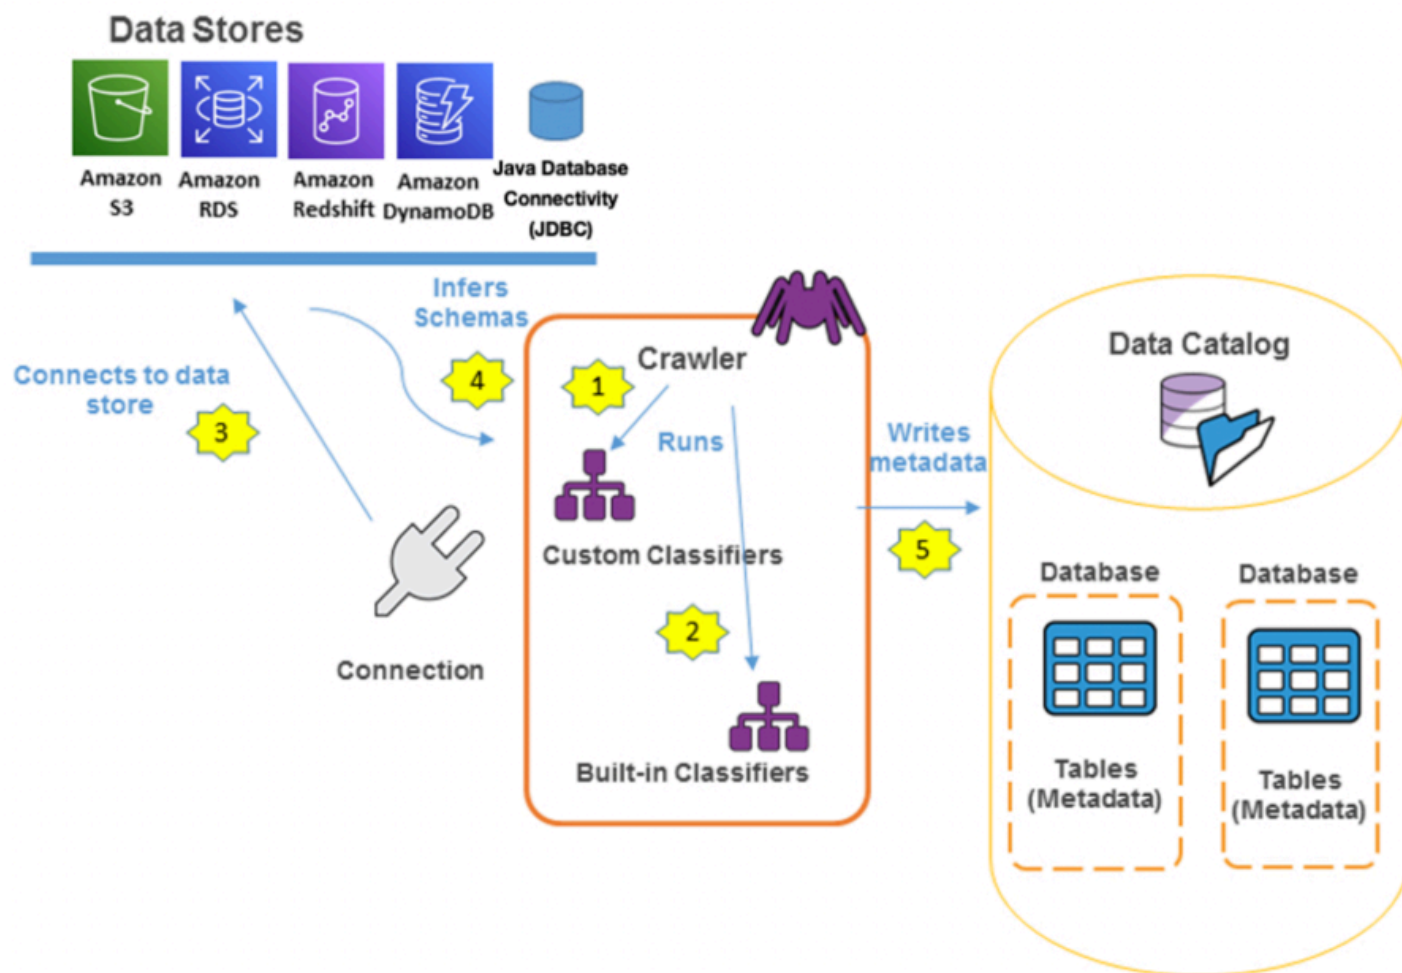 Data Stores
Amazon
S3
Amazon
RDS
Amazon
Redshift
Amazon
DynamoDB
Java Database
Connectivity
(JDBC)
Infers
Schemas
4
Connects to data
store
3
Connection
Crawler
1
Runs
Custom Classifiers
2
Built-in Classifiers
Writes
metadata
5
Data Catalog
Database
Tables
(Metadata)
Database
Tables
(Metadata)